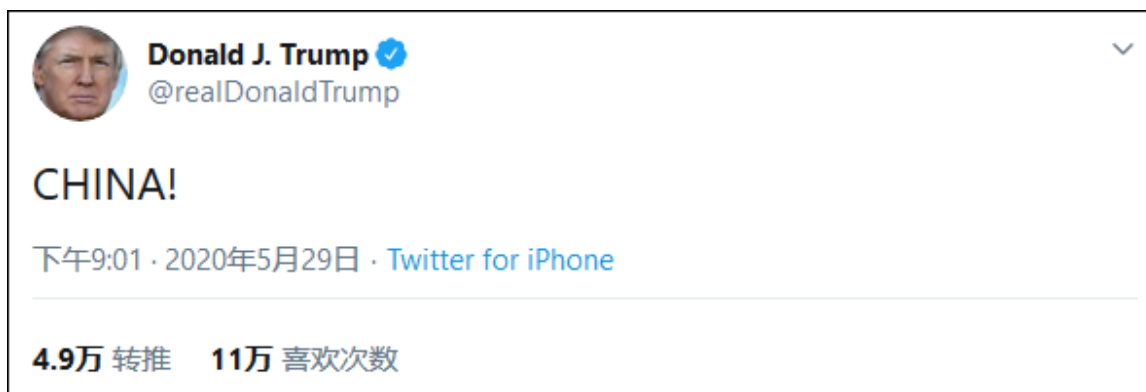 Donald J. Trump
@realDonaldTrump
CHINA!
下午9:01 · 2020年5月29日 · Twitter for iPhone
4.9万 转推 11万 喜欢次数